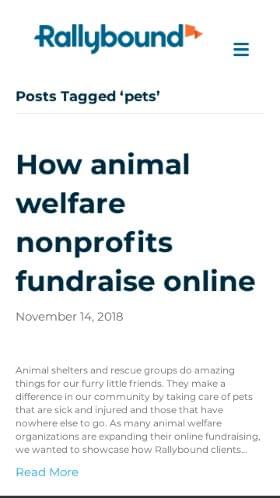 Rallybound
Posts Tagged ‘pets’
How animal
welfare
nonprofits
fundraise online
November 14, 2018
Animal shelters and rescue groups do amazing
things for our furry little friends. They make a
difference in our community by taking care of pets
that are sick and injured and those that have
nowhere else to go. As many animal welfare
organizations are expanding their online fundraising,
we wanted to showcase how Rallybound clients...
Read More